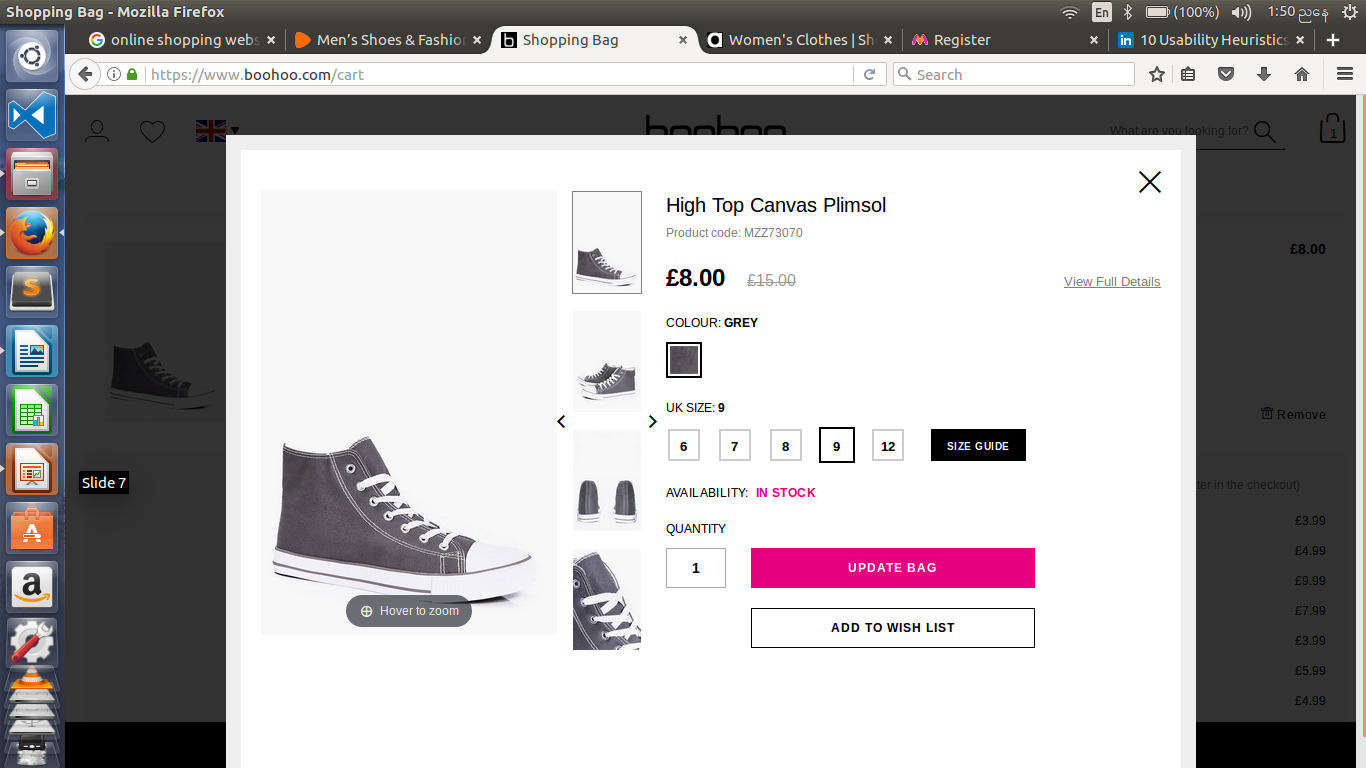 Shopping Bag - Mozilla Firefox
En (100%) 1:50 ညနေ
online shopping webs
Men's Shoes & Fashion
Shopping Bag
Women's Clothes | Sh
Register
10 Usability Heuristics
https://www.boohoo.com/cart
Search
boohoo
What are you looking for?
1
High Top Canvas Plimsol
Product code: MZZ73070
£8.00 £15.00
View Full Details
£8.00
COLOUR: GREY
UK SIZE: 9
6 7 8 9 12 SIZE GUIDE
Remove
Slide 7
AVAILABILITY: IN STOCK
ter in the checkout)
QUANTITY
1
UPDATE BAG
ADD TO WISH LIST
Hover to zoom
£3.99
£4.99
£9.99
£7.99
£3.99
£5.99
£4.99